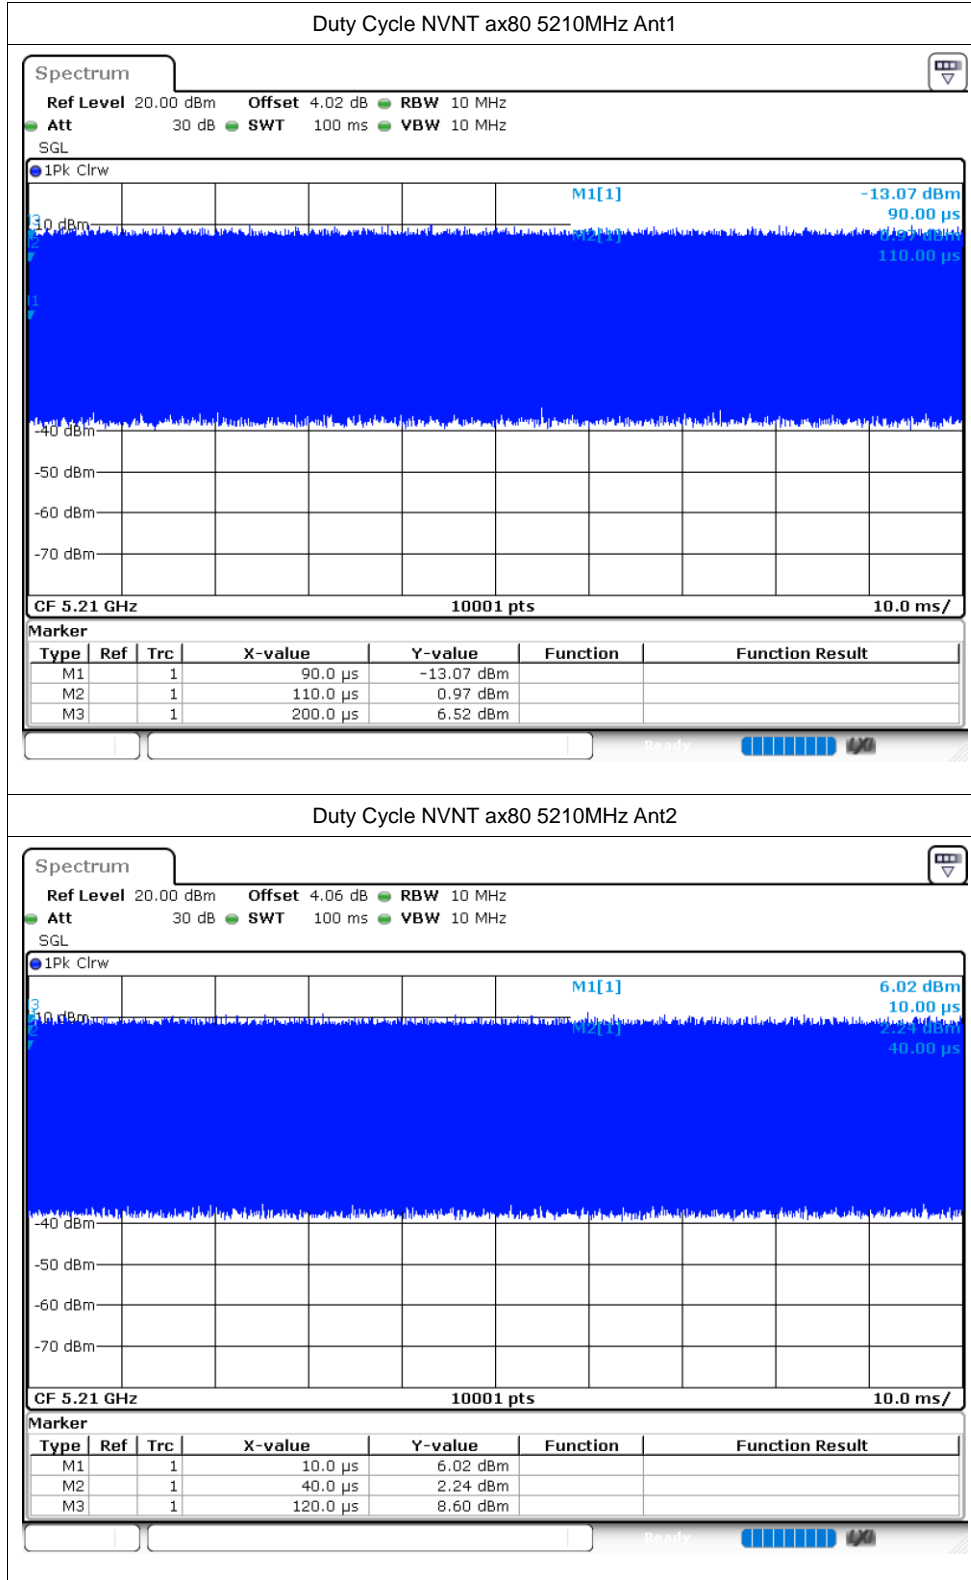 Duty Cycle NVNT ax80 5210MHz Ant1
Spectrum
Ref Level 20.00 dBm Offset 4.02 dB RBW 10 MHz
Att 30 dB SWT 100 ms VBW 10 MHz
SGL
1Pk Clrw
M1[1] -13.07 dBm
90.00 µs
10 dBm
M2[1] 0.97 dBm
110.00 µs
-40 dBm
-50 dBm
-60 dBm
-70 dBm
CF 5.21 GHz 10001 pts 10.0 ms/
Marker
Type Ref Trc X-value Y-value Function Function Result
M1 1 90.0 µs -13.07 dBm
M2 1 110.0 µs 0.97 dBm
M3 1 200.0 µs 6.52 dBm
Ready LXI
Duty Cycle NVNT ax80 5210MHz Ant2
Spectrum
Ref Level 20.00 dBm Offset 4.06 dB RBW 10 MHz
Att 30 dB SWT 100 ms VBW 10 MHz
SGL
1Pk Clrw
M1[1] 6.02 dBm
10.00 µs
10 dBm
M2[1] 2.24 dBm
40.00 µs
-40 dBm
-50 dBm
-60 dBm
-70 dBm
CF 5.21 GHz 10001 pts 10.0 ms/
Marker
Type Ref Trc X-value Y-value Function Function Result
M1 1 10.0 µs 6.02 dBm
M2 1 40.0 µs 2.24 dBm
M3 1 120.0 µs 8.60 dBm
Ready LXI